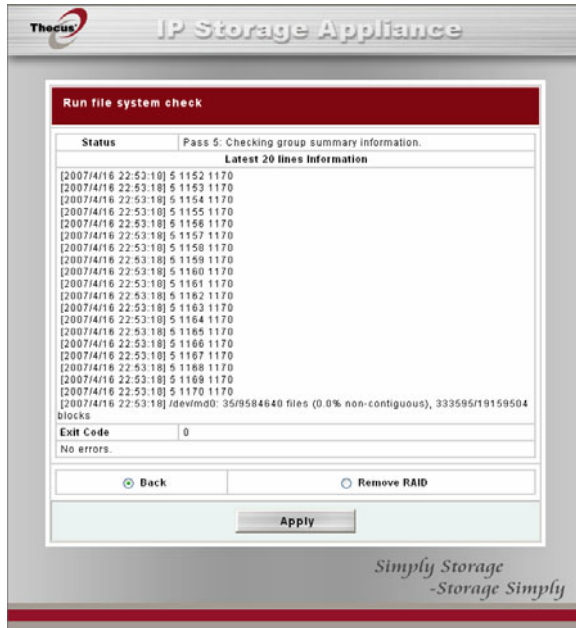 Thecus
IP Storage Appliance
Run file system check
Status Pass 5: Checking group summary information.
Latest 20 lines Information
[2007/4/16 22:53:18] 5 1152 1170
[2007/4/16 22:53:18] 5 1153 1170
[2007/4/16 22:53:18] 5 1154 1170
[2007/4/16 22:53:18] 5 1155 1170
[2007/4/16 22:53:18] 5 1156 1170
[2007/4/16 22:53:18] 5 1157 1170
[2007/4/16 22:53:18] 5 1158 1170
[2007/4/16 22:53:18] 5 1159 1170
[2007/4/16 22:53:18] 5 1160 1170
[2007/4/16 22:53:18] 5 1161 1170
[2007/4/16 22:53:18] 5 1162 1170
[2007/4/16 22:53:18] 5 1163 1170
[2007/4/16 22:53:18] 5 1164 1170
[2007/4/16 22:53:18] 5 1165 1170
[2007/4/16 22:53:18] 5 1166 1170
[2007/4/16 22:53:18] 5 1167 1170
[2007/4/16 22:53:18] 5 1168 1170
[2007/4/16 22:53:18] 5 1169 1170
[2007/4/16 22:53:18] 5 1170 1170
[2007/4/16 22:53:18] /dev/md0: 35/9584640 files (0.0% non-contiguous), 333595/19159504
blocks
Exit Code 0
No errors.
Back Remove RAID
Apply
Simply Storage
-Storage Simply